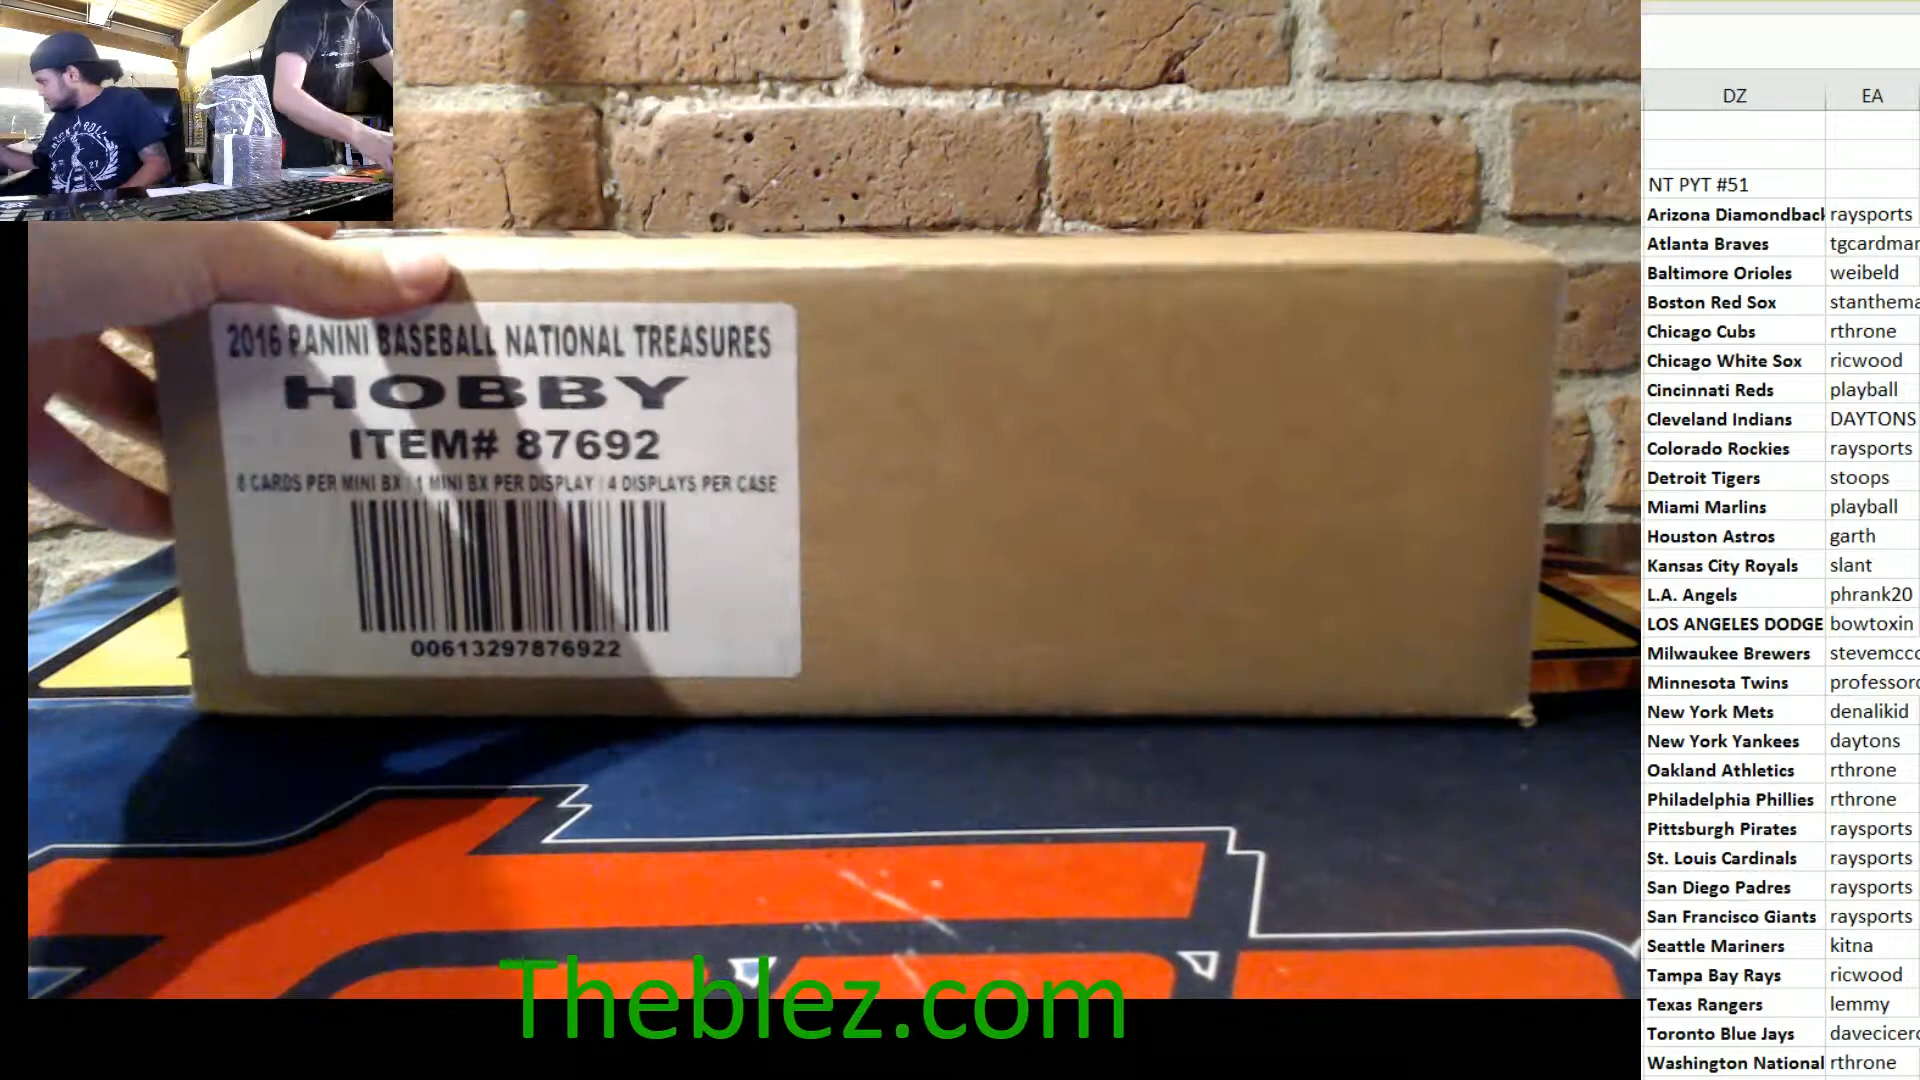 2016 PANINI BASEBALL NATIONAL TREASURES
HOBBY
ITEM# 87692
8 CARDS PER MINI BX / 1 MINI BX PER DISPLAY / 4 DISPLAYS PER CASE
00613297876922
Theblez.com
DZ EA
NT PYT #51
Arizona Diamondback raysports
Atlanta Braves tgcardmar
Baltimore Orioles weibeld
Boston Red Sox stanthema
Chicago Cubs rthrone
Chicago White Sox ricwood
Cincinnati Reds playball
Cleveland Indians DAYTONS
Colorado Rockies raysports
Detroit Tigers stoops
Miami Marlins playball
Houston Astros garth
Kansas City Royals slant
L.A. Angels phrank20
LOS ANGELES DODGE bowtoxin
Milwaukee Brewers stevemcco
Minnesota Twins professoro
New York Mets denalikid
New York Yankees daytons
Oakland Athletics rthrone
Philadelphia Phillies rthrone
Pittsburgh Pirates raysports
St. Louis Cardinals raysports
San Diego Padres raysports
San Francisco Giants raysports
Seattle Mariners kitna
Tampa Bay Rays ricwood
Texas Rangers lemmy
Toronto Blue Jays davecicero
Washington National rthrone